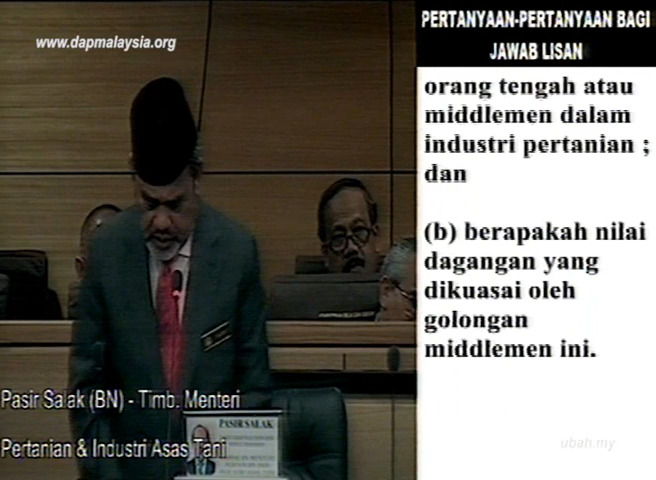 www.dapmalaysia.org
PERTANYAAN-PERTANYAAN BAGI
JAWAB LISAN
orang tengah atau
middlemen dalam
industri pertanian ;
dan
(b) berapakah nilai
dagangan yang
dikuasai oleh
golongan
middlemen ini.
Pasir Salak (BN) - Timb. Menteri
Pertanian & Industri Asas Tani
PASIR SALAK
ubah.my